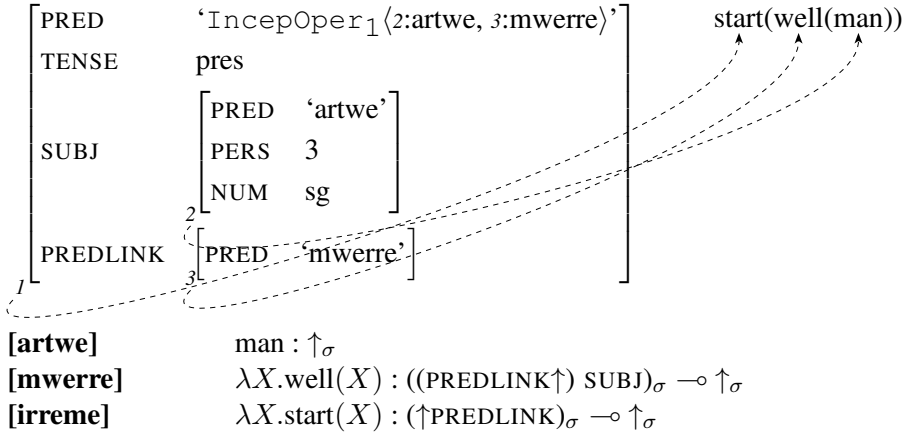 PRED ‘IncepOper₁⟨2:artwe, 3:mwerre⟩’ start(well(man))
TENSE pres
PRED ‘artwe’
SUBJ PERS 3
NUM sg
2
PREDLINK PRED ‘mwerre’
3
1
[artwe] man : ↑σ
[mwerre] λX.well(X) : ((PREDLINK↑) SUBJ)σ ⊸ ↑σ
[irreme] λX.start(X) : (↑PREDLINK)σ ⊸ ↑σ